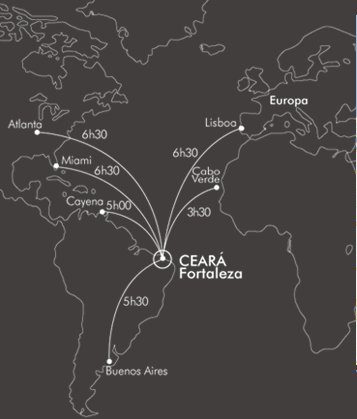 Europa
Atlanta
6h30
Lisboa
Miami
6h30
6h30
Cabo
Verde
Cayena
5h00
3h30
CEARÁ
Fortaleza
5h30
Buenos Aires